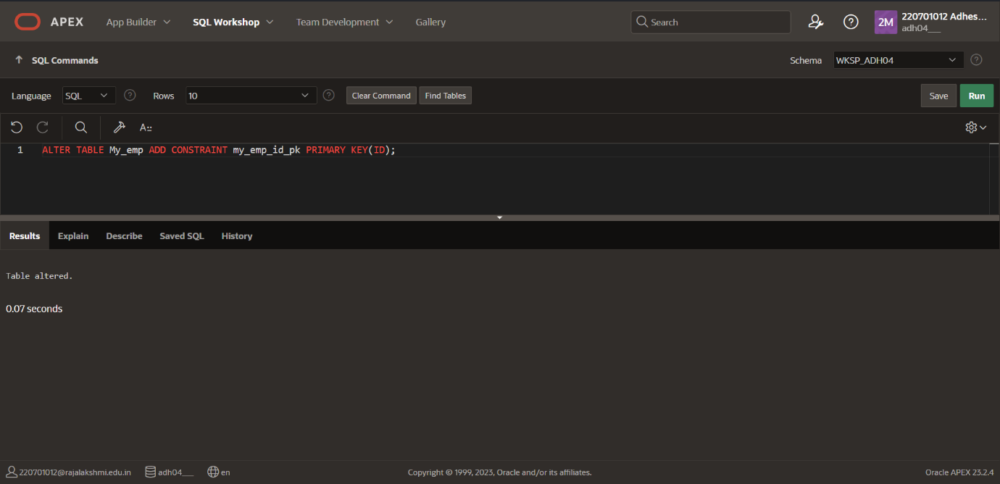 APEX App Builder SQL Workshop Team Development Gallery Search 2M 220701012 Adhes...
adh04___
SQL Commands Schema WKSP_ADH04
Language SQL Rows 10 Clear Command Find Tables Save Run
A::
1 ALTER TABLE My_emp ADD CONSTRAINT my_emp_id_pk PRIMARY KEY(ID);
Results Explain Describe Saved SQL History
Table altered.
0.07 seconds
220701012@rajalakshmi.edu.in adh04___ en Copyright © 1999, 2023, Oracle and/or its affiliates. Oracle APEX 23.2.4